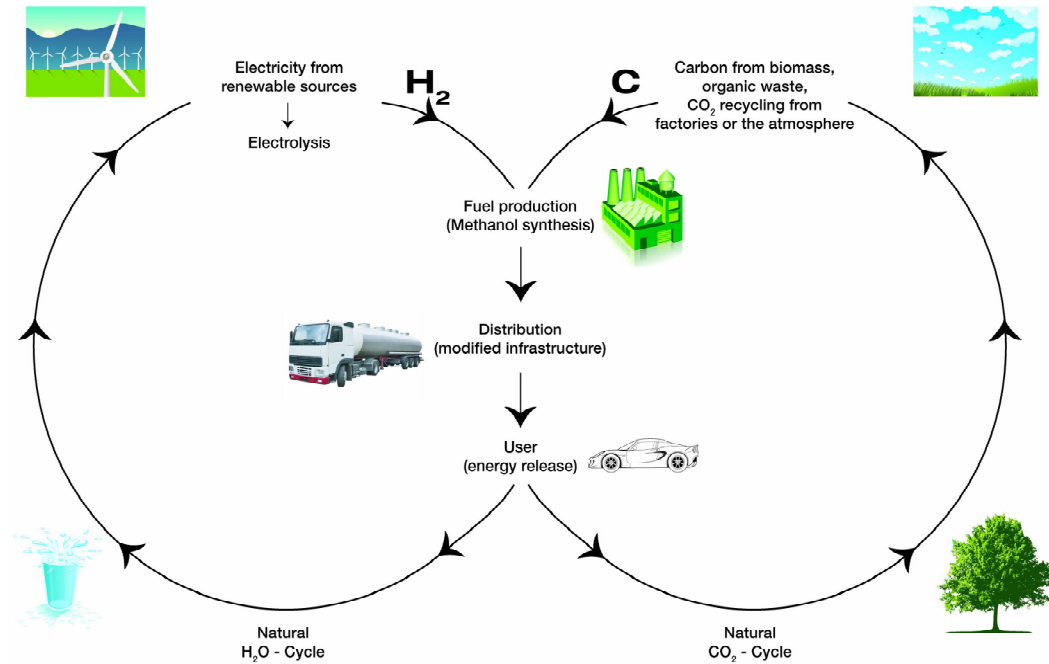 Electricity from
renewable sources
Electrolysis
H₂
C
Carbon from biomass,
organic waste,
CO₂ recycling from
factories or the atmosphere
Fuel production
(Methanol synthesis)
Distribution
(modified infrastructure)
User
(energy release)
Natural
H₂O - Cycle
Natural
CO₂ - Cycle